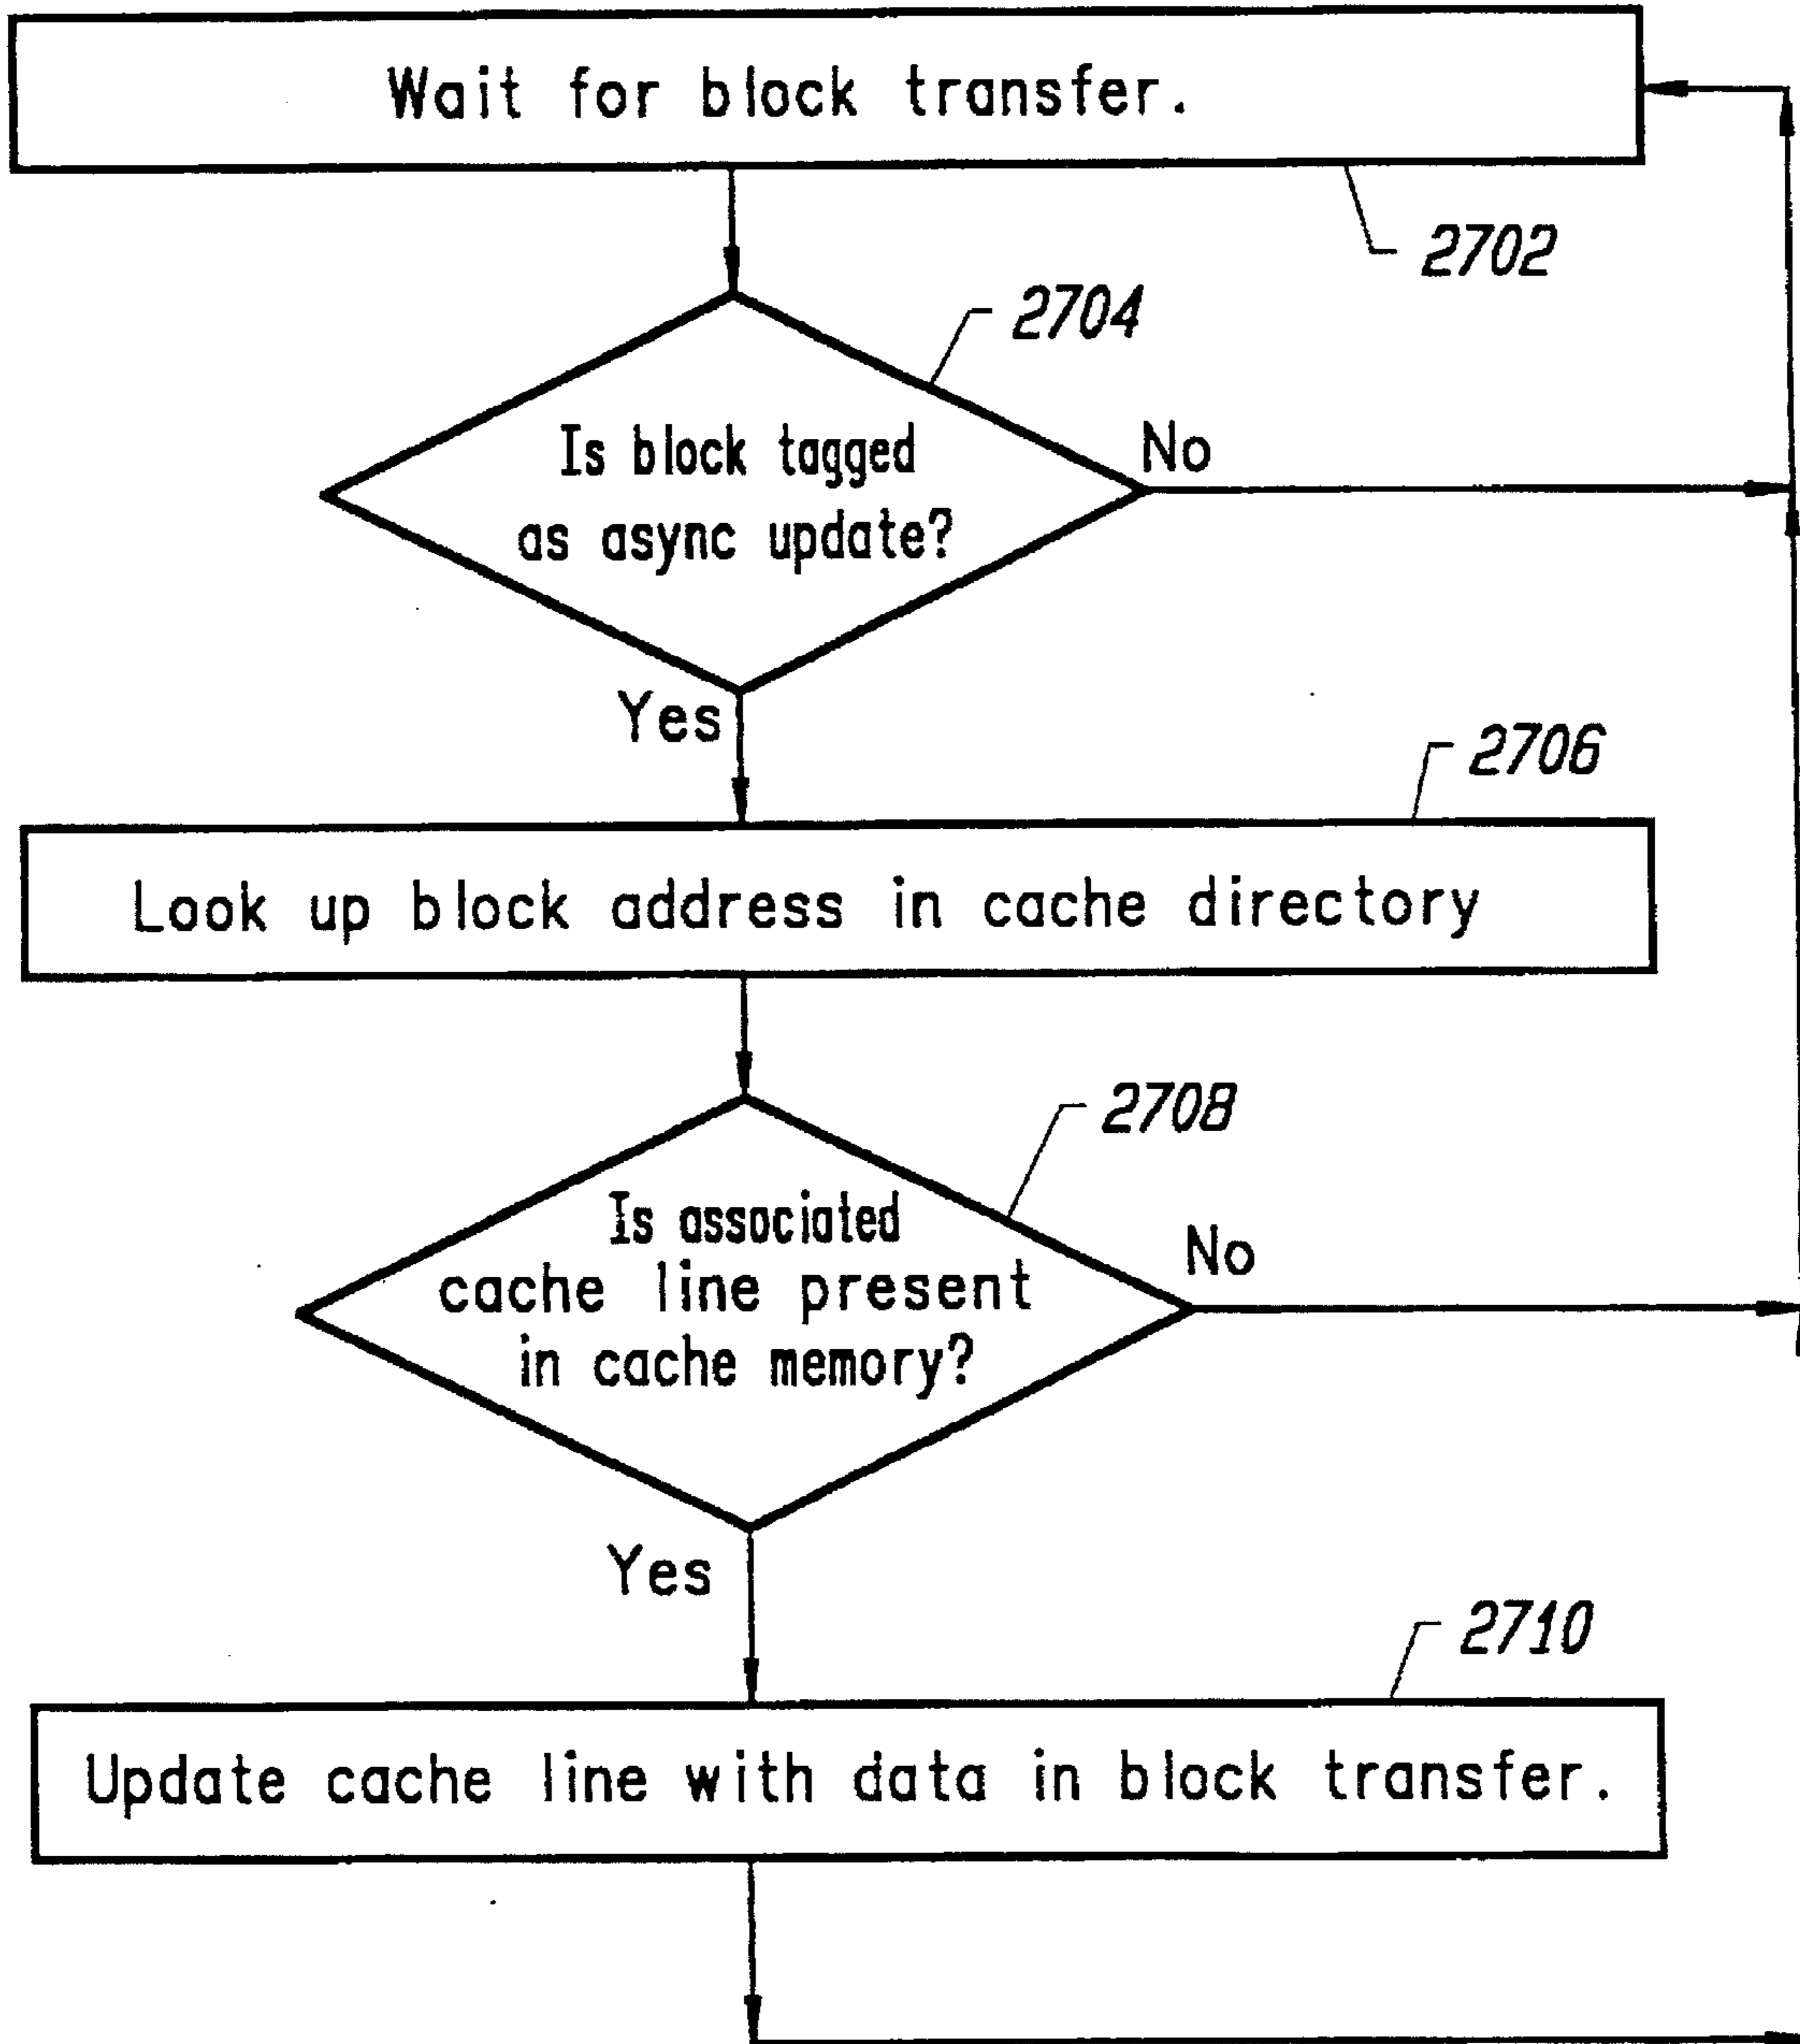 Wait for block transfer.
2702
2704
Is block tagged
as async update?
No
Yes
2706
Look up block address in cache directory
2708
Is associated
cache line present
in cache memory?
No
Yes
2710
Update cache line with data in block transfer.